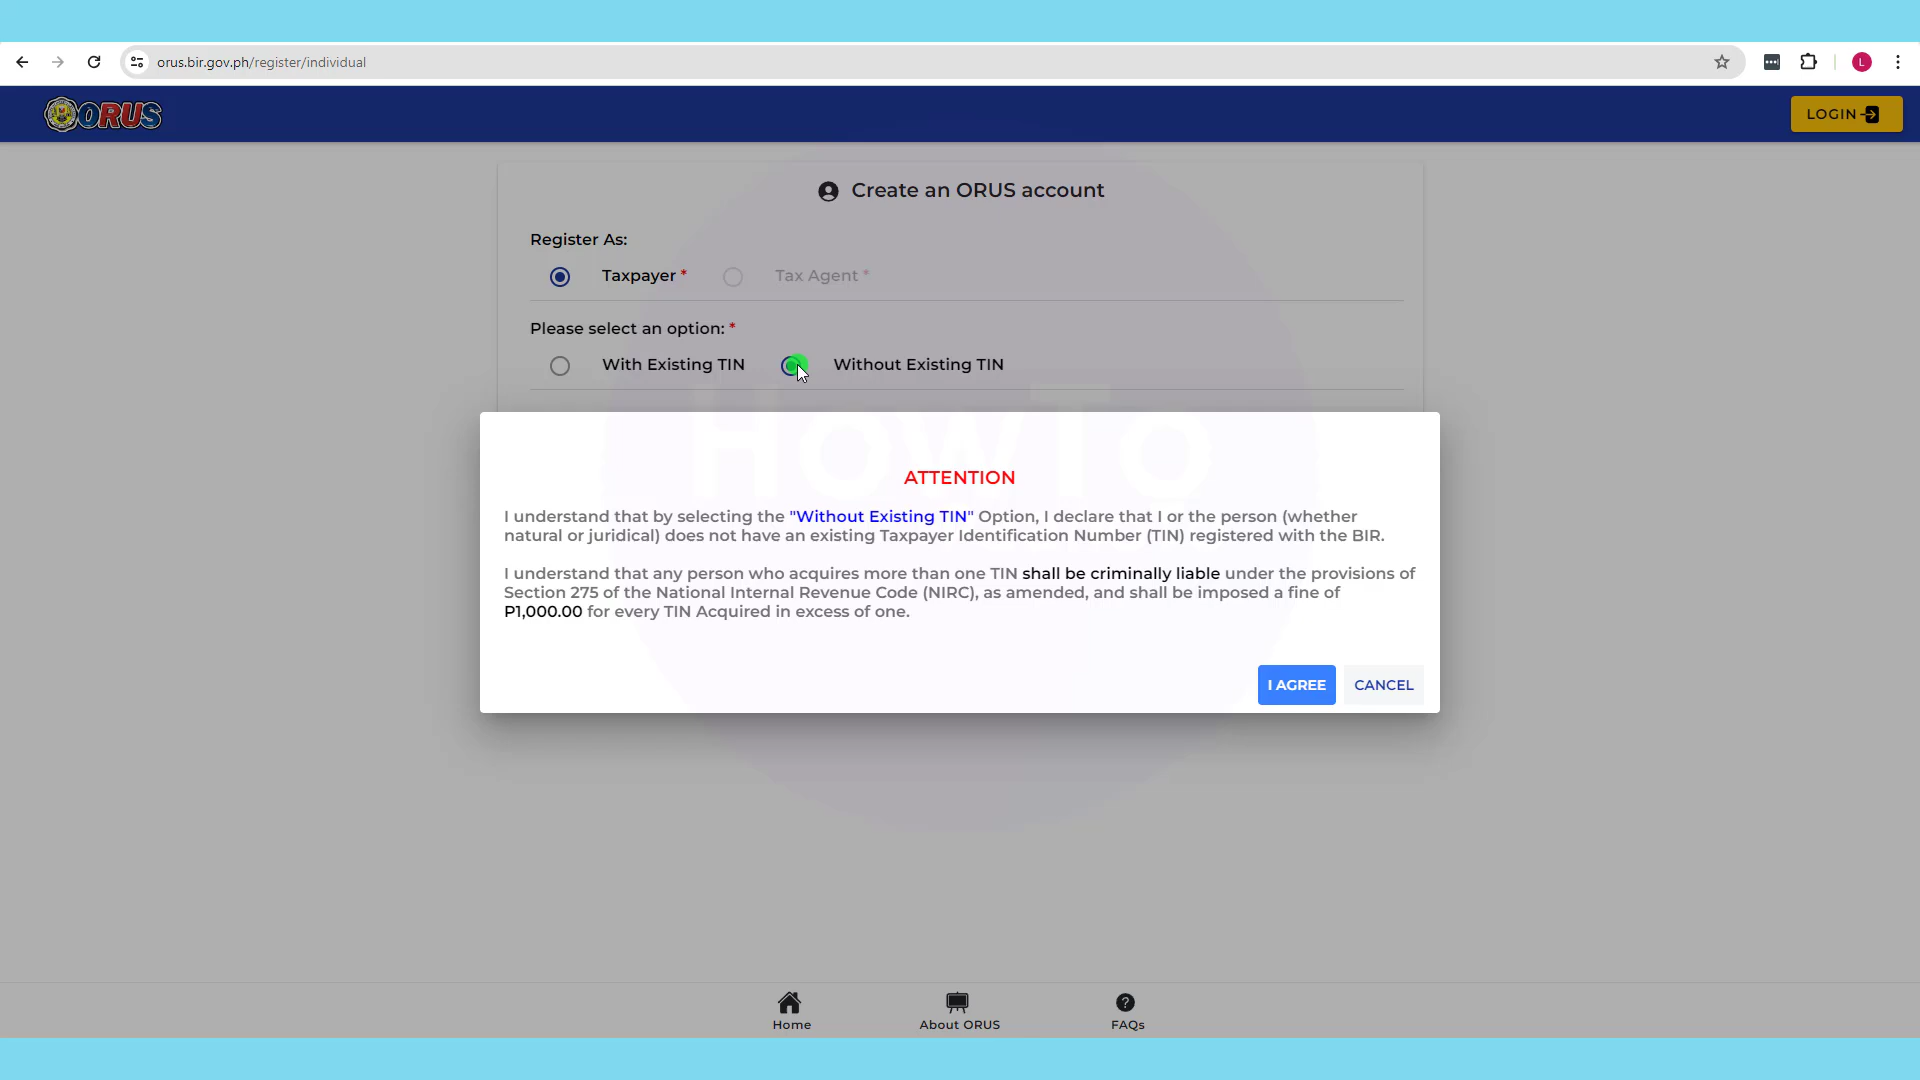 orus.bir.gov.ph/register/individual
L
ORUS
LOGIN
Create an ORUS account
Register As:
Taxpayer *
Tax Agent *
Please select an option: *
With Existing TIN
Without Existing TIN
HowTo
ATTENTION
I understand that by selecting the "Without Existing TIN" Option, I declare that I or the person (whether
natural or juridical) does not have an existing Taxpayer Identification Number (TIN) registered with the BIR.
I understand that any person who acquires more than one TIN shall be criminally liable under the provisions of
Section 275 of the National Internal Revenue Code (NIRC), as amended, and shall be imposed a fine of
P1,000.00 for every TIN Acquired in excess of one.
I AGREE
CANCEL
Home
About ORUS
FAQs